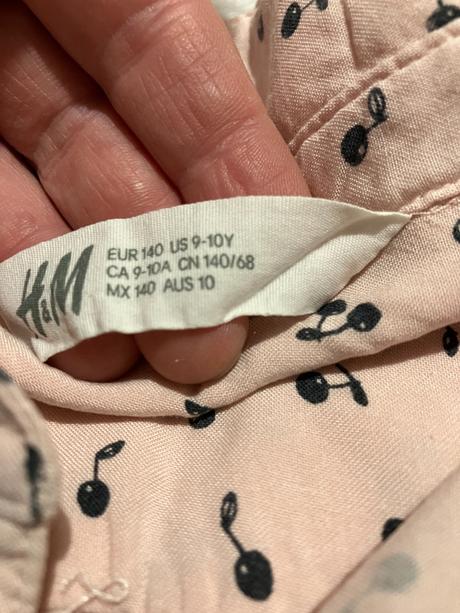 H&M
EUR 140 US 9-10Y
CA 9-10A CN 140/68
MX 140 AUS 10